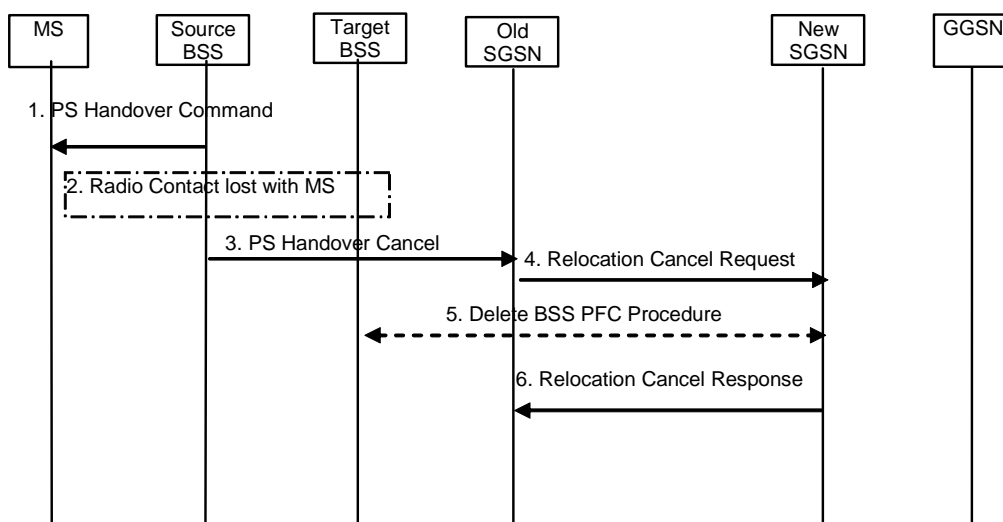 MS
Source
BSS
Target
BSS
Old
SGSN
New
SGSN
GGSN
1. PS Handover Command
2. Radio Contact lost with MS
3. PS Handover Cancel
4. Relocation Cancel Request
5. Delete BSS PFC Procedure
6. Relocation Cancel Response